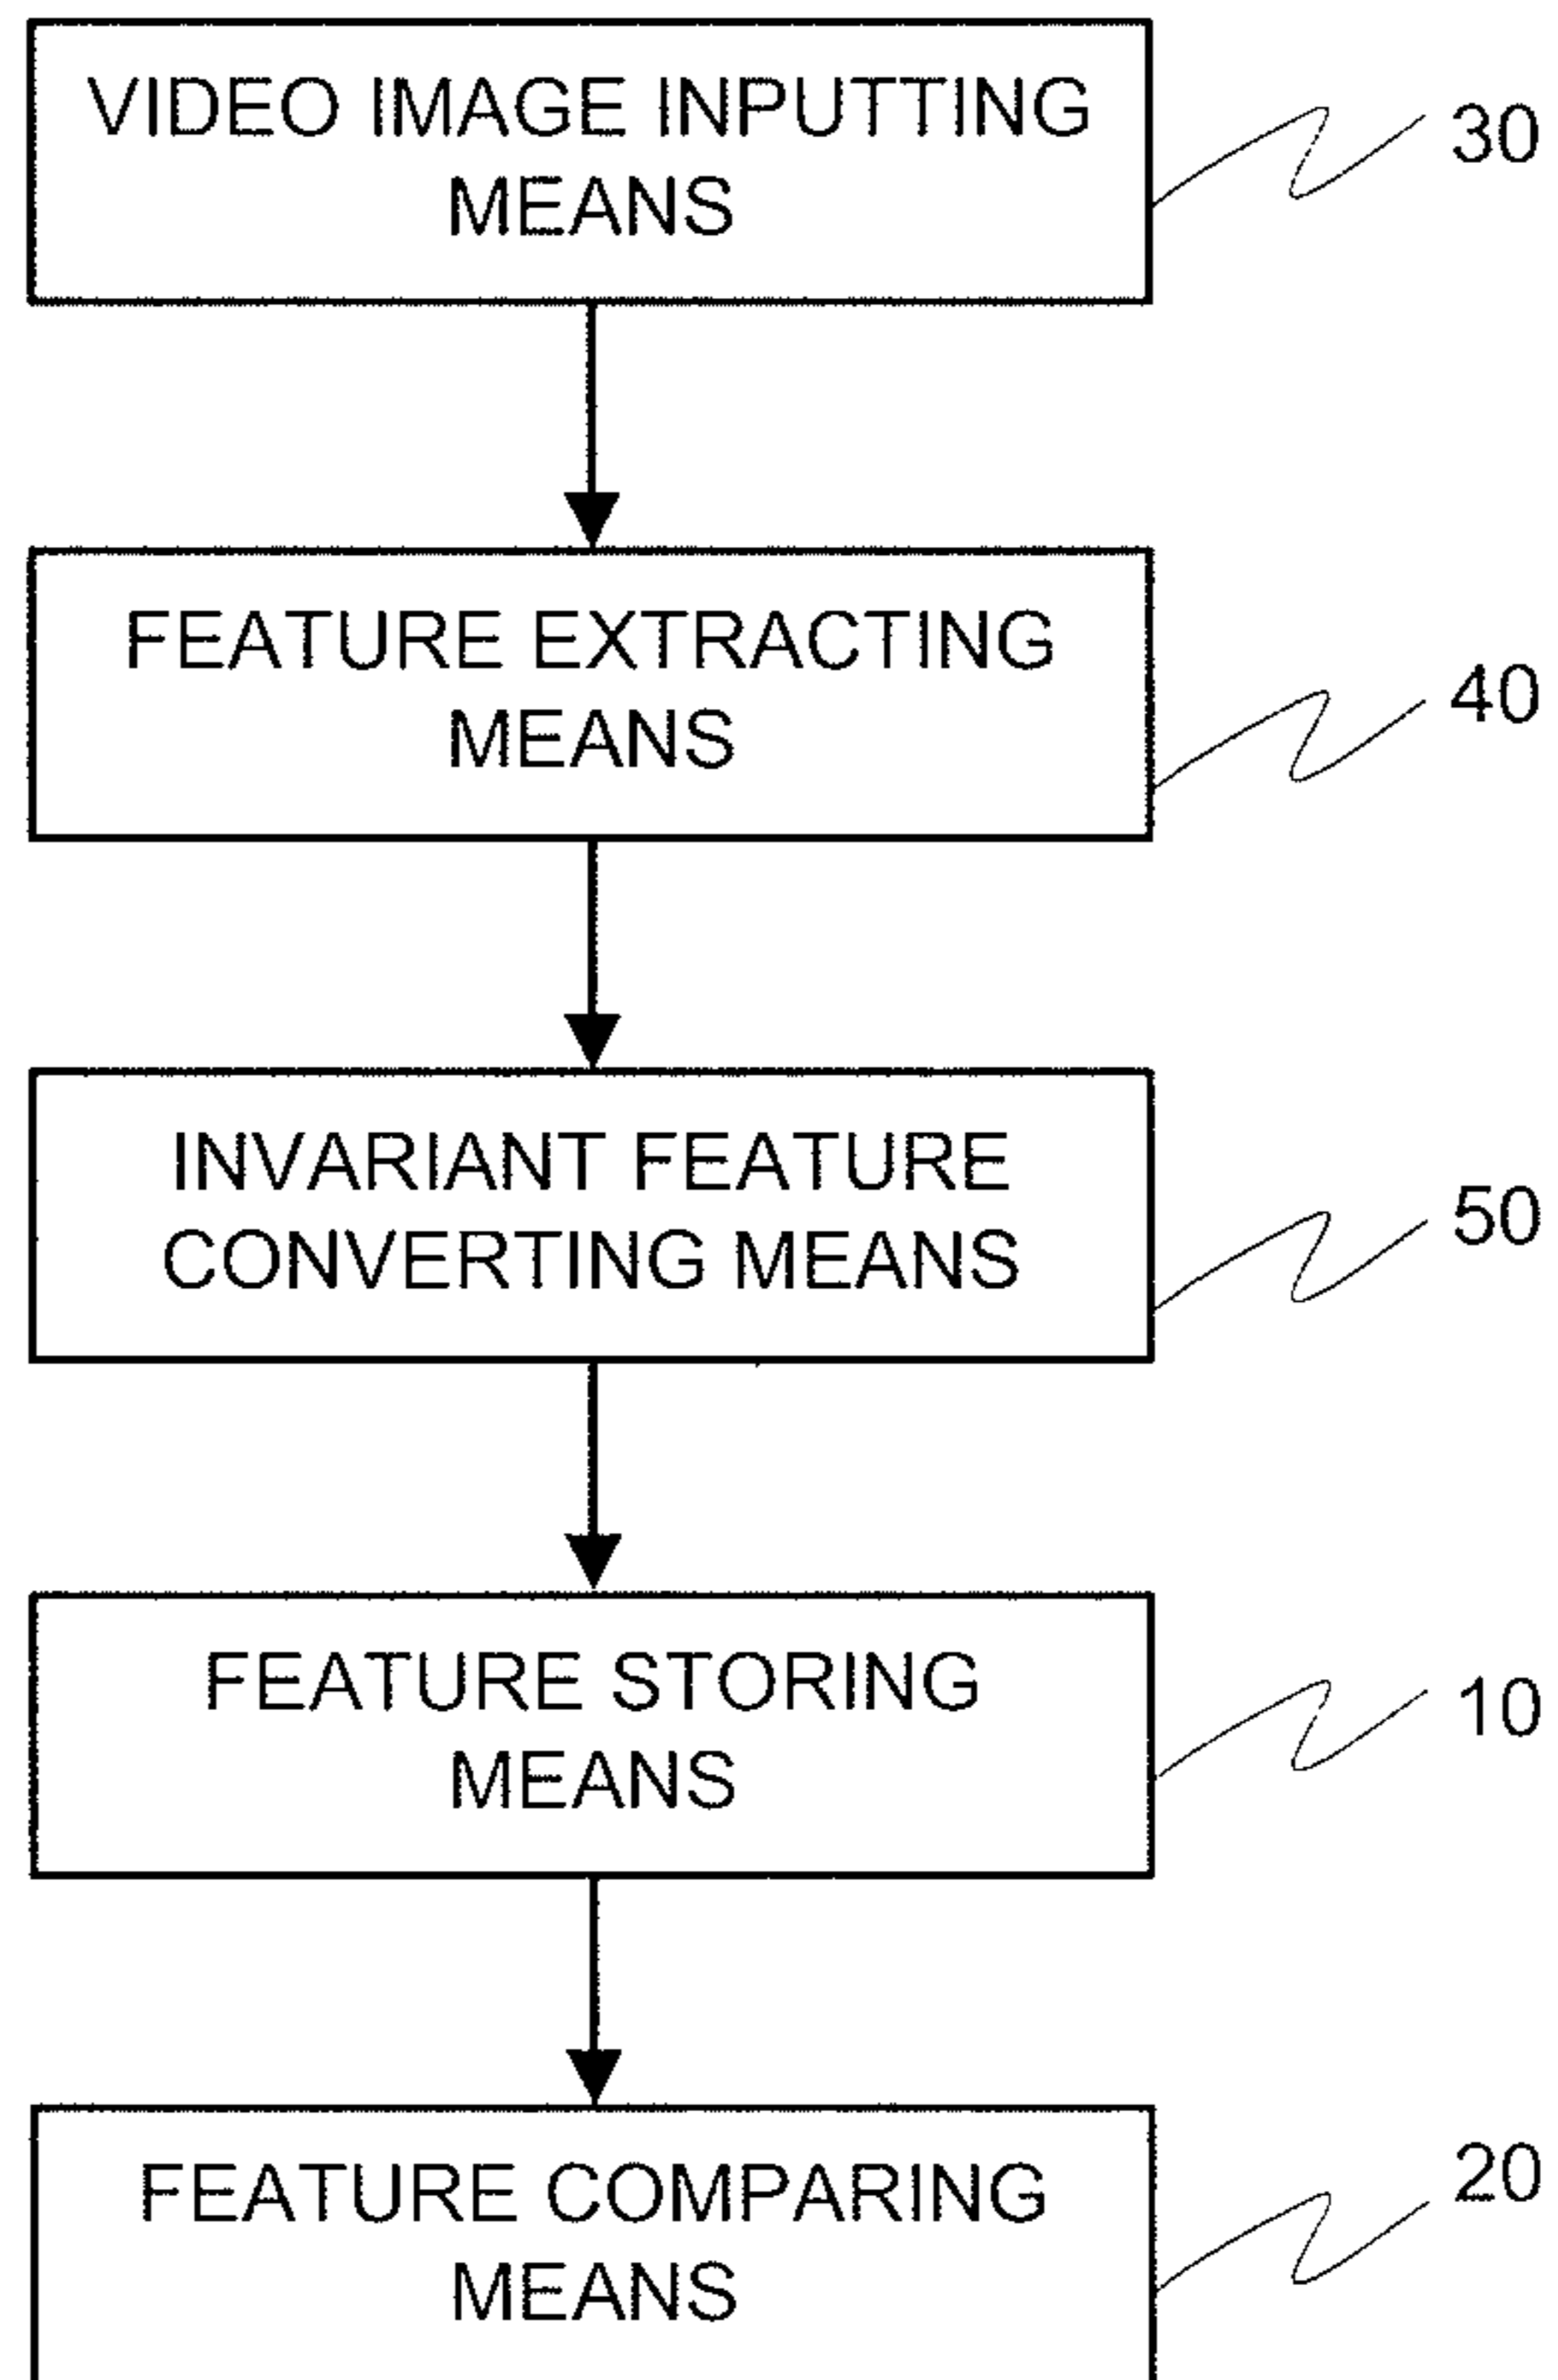 VIDEO IMAGE INPUTTING
MEANS
30
FEATURE EXTRACTING
MEANS
40
INVARIANT FEATURE
CONVERTING MEANS
50
FEATURE STORING
MEANS
10
FEATURE COMPARING
MEANS
20